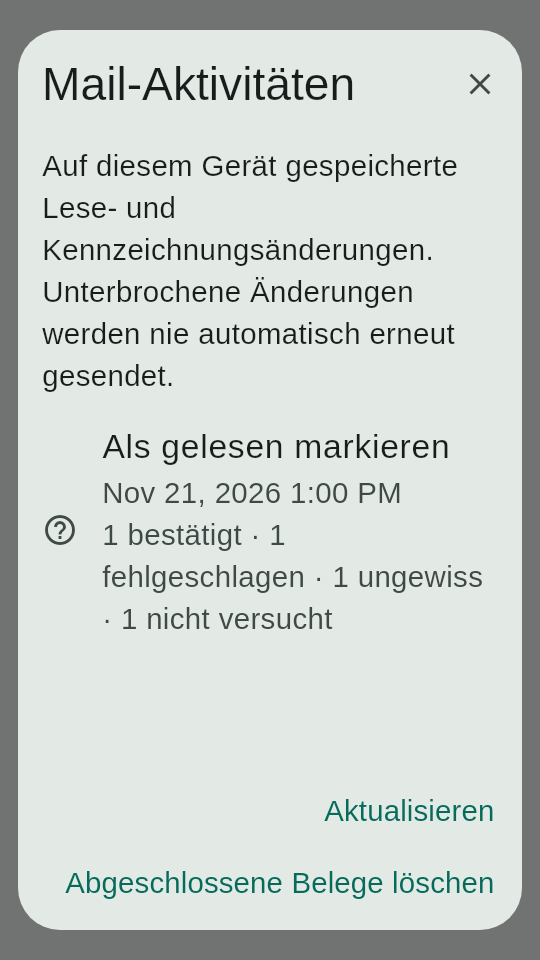 Mail-Aktivitäten
Auf diesem Gerät gespeicherte
Lese- und
Kennzeichnungsänderungen.
Unterbrochene Änderungen
werden nie automatisch erneut
gesendet.
Als gelesen markieren
Nov 21, 2026 1:00 PM
1 bestätigt · 1
fehlgeschlagen · 1 ungewiss
· 1 nicht versucht
Aktualisieren
Abgeschlossene Belege löschen